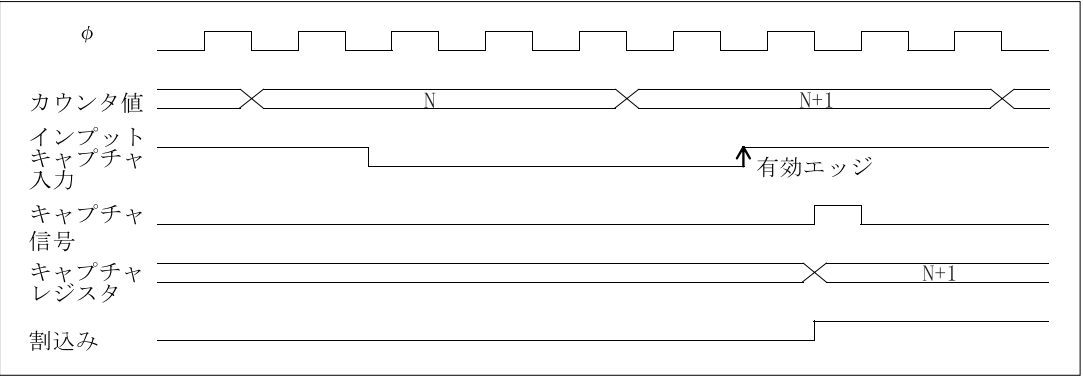 φ
カウンタ値
N
N+1
インプット
キャプチャ
入力
有効エッジ
キャプチャ
信号
キャプチャ
レジスタ
N+1
割込み